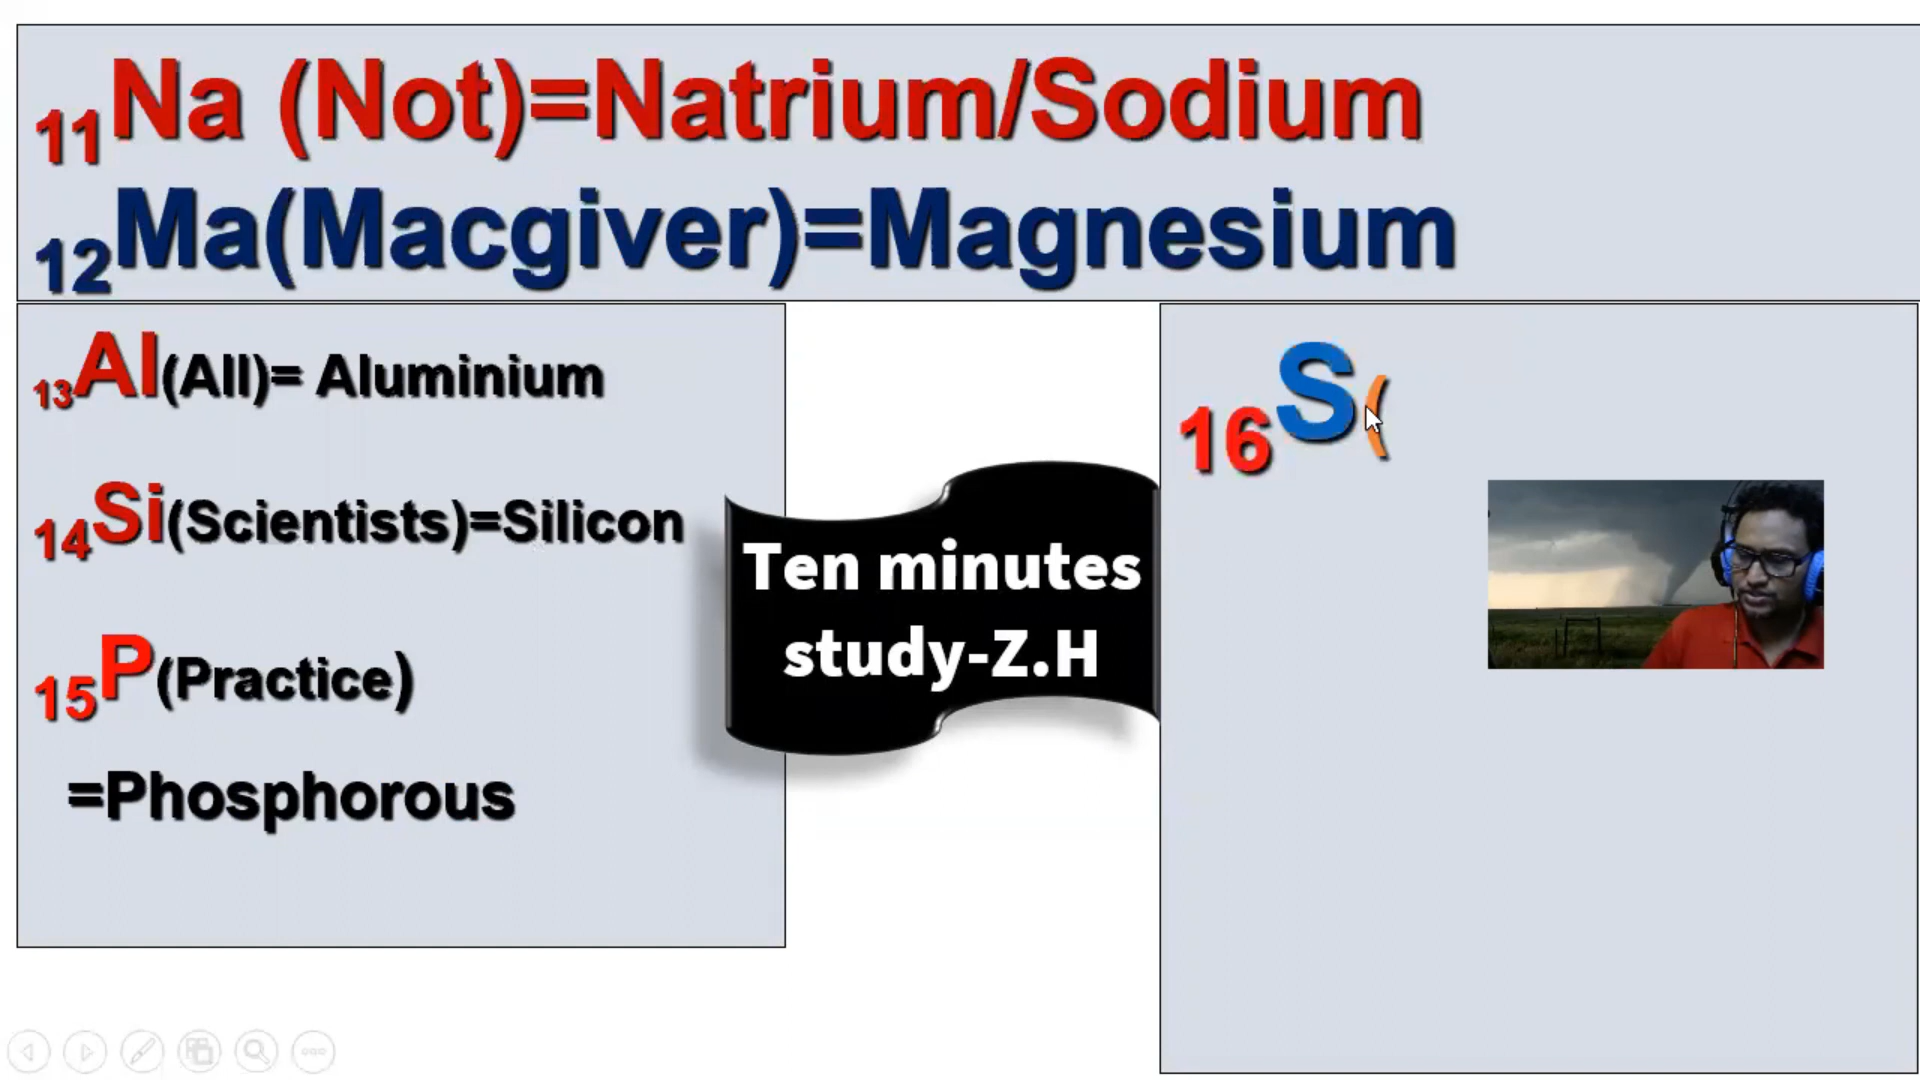 11Na (Not)=Natrium/Sodium
12Ma(Macgiver)=Magnesium
13Al(All)= Aluminium
14Si(Scientists)=Silicon
15P(Practice)
=Phosphorous
Ten minutes
study-Z.H
16S(